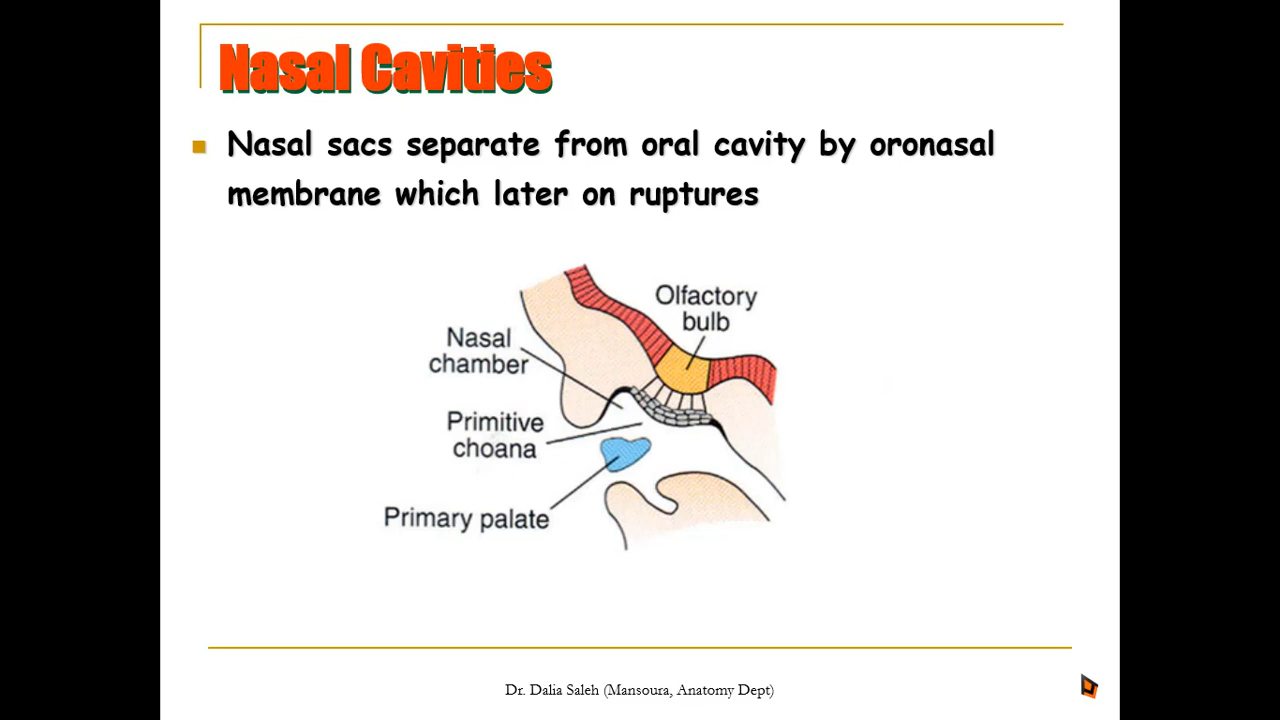 Nasal Cavities
Nasal sacs separate from oral cavity by oronasal
membrane which later on ruptures
Olfactory
bulb
Nasal
chamber
Primitive
choana
Primary palate
Dr. Dalia Saleh (Mansoura, Anatomy Dept)